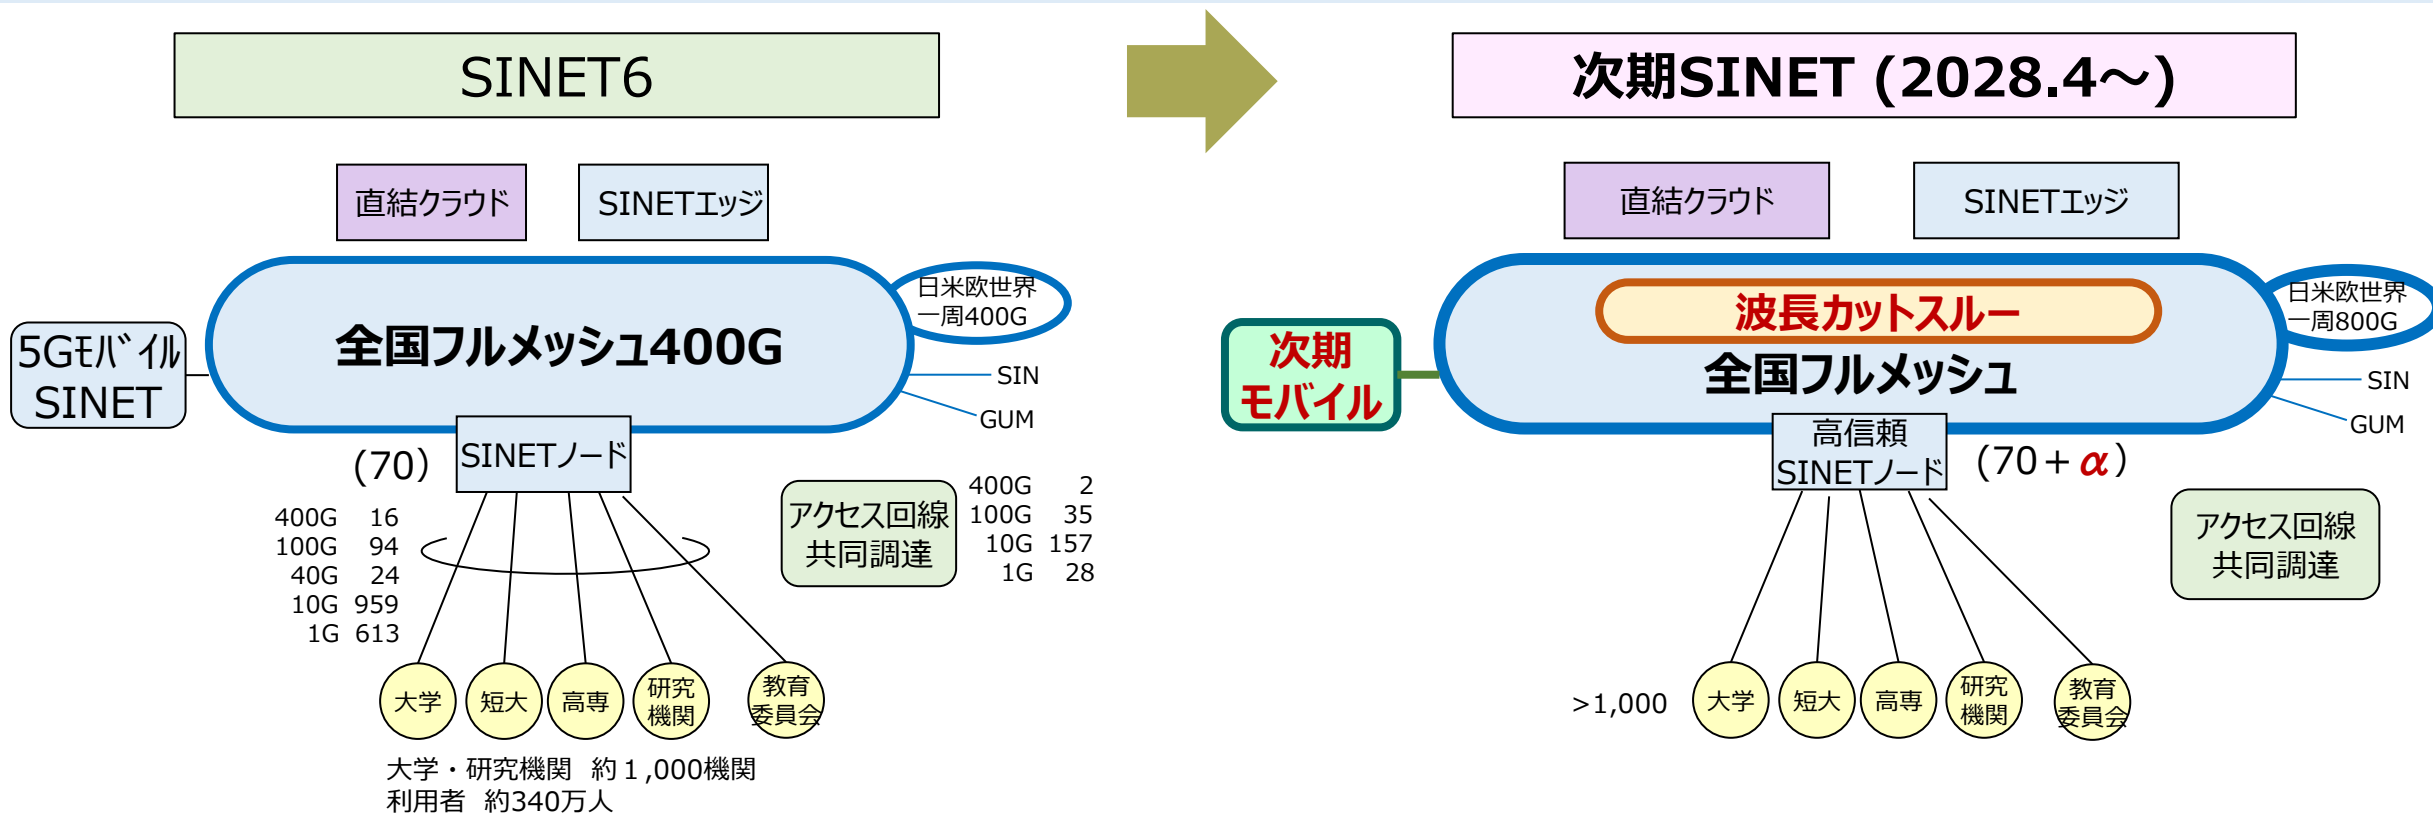 SINET6
次期SINET (2028.4～)
直結クラウド
SINETエッジ
日米欧世界
一周400G
全国フルメッシュ400G
5Gモバイル
SINET
SIN
GUM
SINETノード
(70)
400G 16
100G 94
40G 24
10G 959
1G 613
アクセス回線
共同調達
400G 2
100G 35
10G 157
1G 28
大学
短大
高専
研究
機関
教育
委員会
大学・研究機関 約１,000機関
利用者 約340万人
直結クラウド
SINETエッジ
日米欧世界
一周800G
波長カットスルー
全国フルメッシュ
次期
モバイル
SIN
GUM
高信頼
SINETノード
(70＋α)
アクセス回線
共同調達
>1,000
大学
短大
高専
研究
機関
教育
委員会